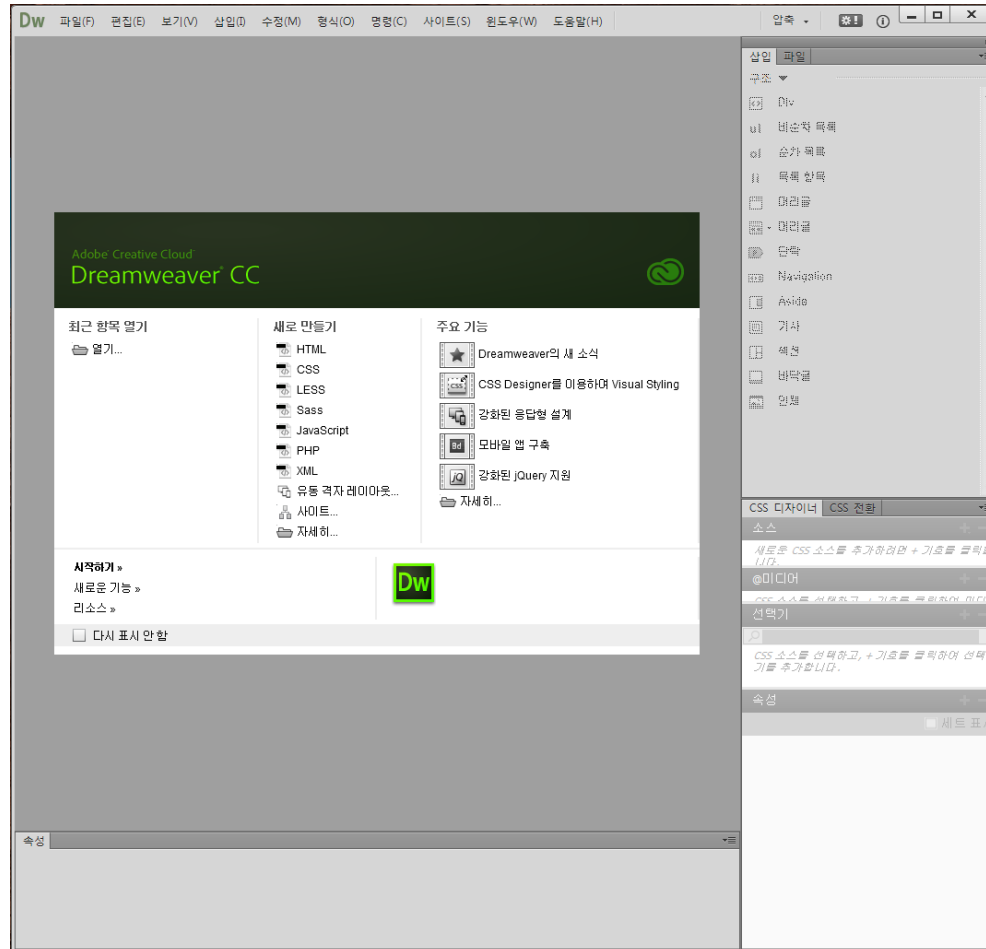 Dw 파일(F) 편집(E) 보기(V) 삽입(I) 수정(M) 형식(O) 명령(C) 사이트(S) 윈도우(W) 도움말(H) 압축
삽입 파일
구조
Div
ul 비순차 목록
ol 순차 목록
li 목록 항목
머리글
머리글
단락
Navigation
Aside
기사
섹션
바닥글
인체
Adobe Creative Cloud
Dreamweaver CC
최근 항목 열기
열기...
새로 만들기
HTML
CSS
LESS
Sass
JavaScript
PHP
XML
유동 격자 레이아웃...
사이트...
자세히...
주요 기능
Dreamweaver의 새 소식
CSS Designer를 이용하여 Visual Styling
강화된 응답형 설계
모바일 앱 구축
강화된 jQuery 지원
자세히...
시작하기 »
새로운 기능 »
리소스 »
Dw
다시 표시 안 함
CSS 디자이너 CSS 전환
소스
새로운 CSS 소스를 추가하려면 + 기호를 클릭
니다.
@미디어
선택기
CSS 소스를 선택하고, + 기호를 클릭하여 선택
기를 추가합니다.
속성
세트 표
속성